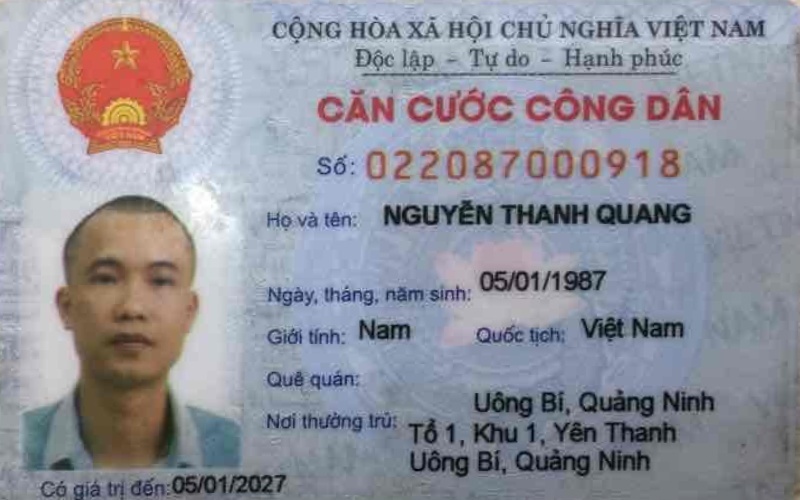 CỘNG HÒA XÃ HỘI CHỦ NGHĨA VIỆT NAM
Độc lập - Tự do - Hạnh phúc
CĂN CƯỚC CÔNG DÂN
Số: 022087000918
Họ và tên: NGUYỄN THANH QUANG
Ngày, tháng, năm sinh: 05/01/1987
Giới tính: Nam Quốc tịch: Việt Nam
Quê quán:
Uông Bí, Quảng Ninh
Nơi thường trú: Tổ 1, Khu 1, Yên Thanh
Uông Bí, Quảng Ninh
Có giá trị đến: 05/01/2027